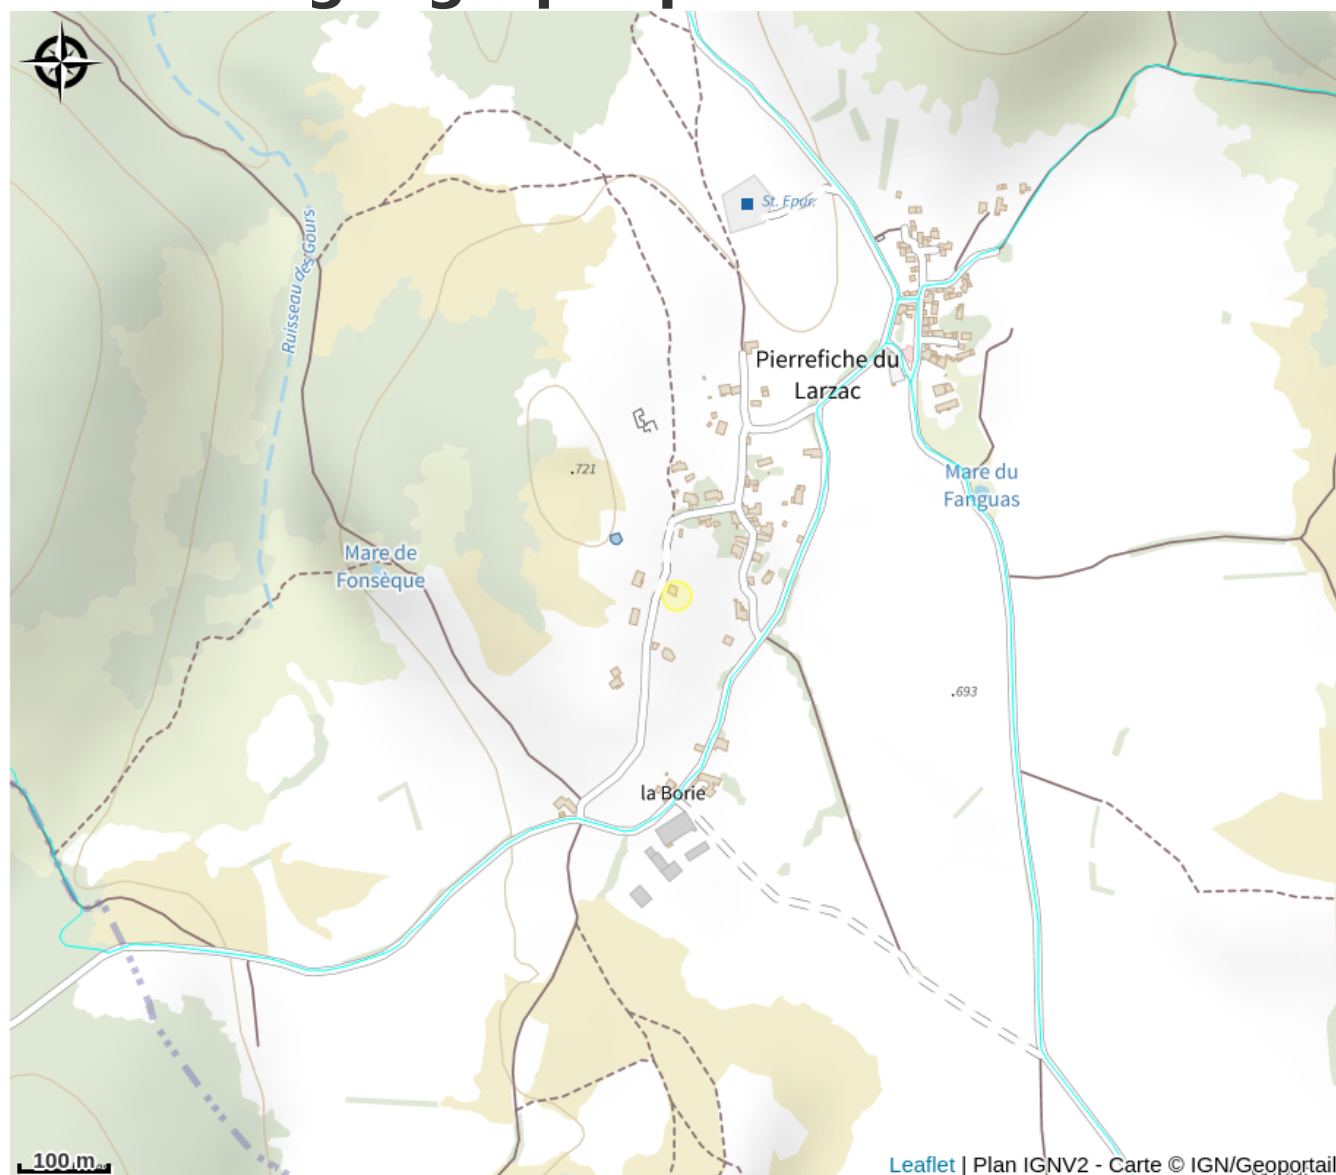 St. Epur.
Ruisseau des Gours
Pierrefiche du
Larzac
.721
Mare du
Fanguas
Mare de
Fonsèque
.693
la Borie
100 m
Leaflet | Plan IGNV2 - Carte © IGN/Geoportail